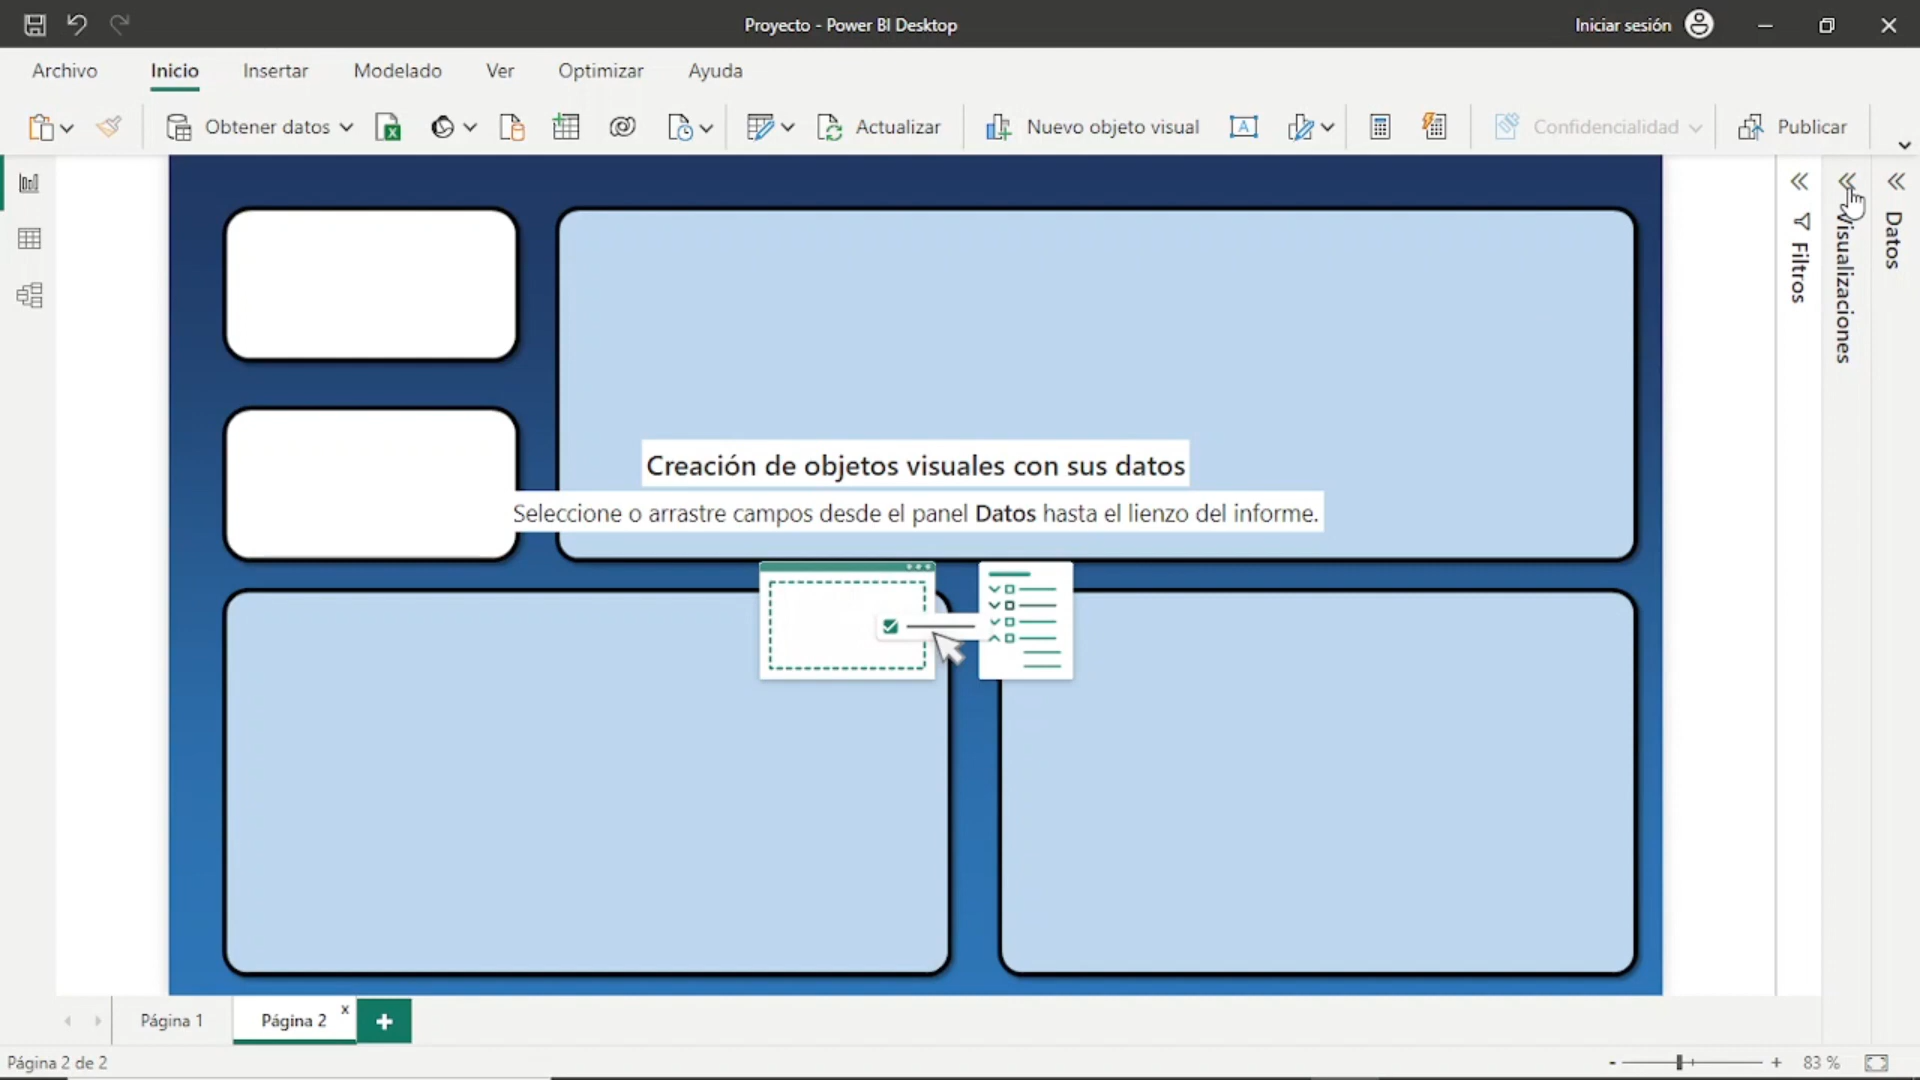 Proyecto - Power BI Desktop
Iniciar sesión
Archivo
Inicio
Insertar
Modelado
Ver
Optimizar
Ayuda
Obtener datos
Actualizar
Nuevo objeto visual
Confidencialidad
Publicar
Filtros
Visualizaciones
Datos
Creación de objetos visuales con sus datos
Seleccione o arrastre campos desde el panel Datos hasta el lienzo del informe.
Página 1
Página 2
Página 2 de 2
83 %